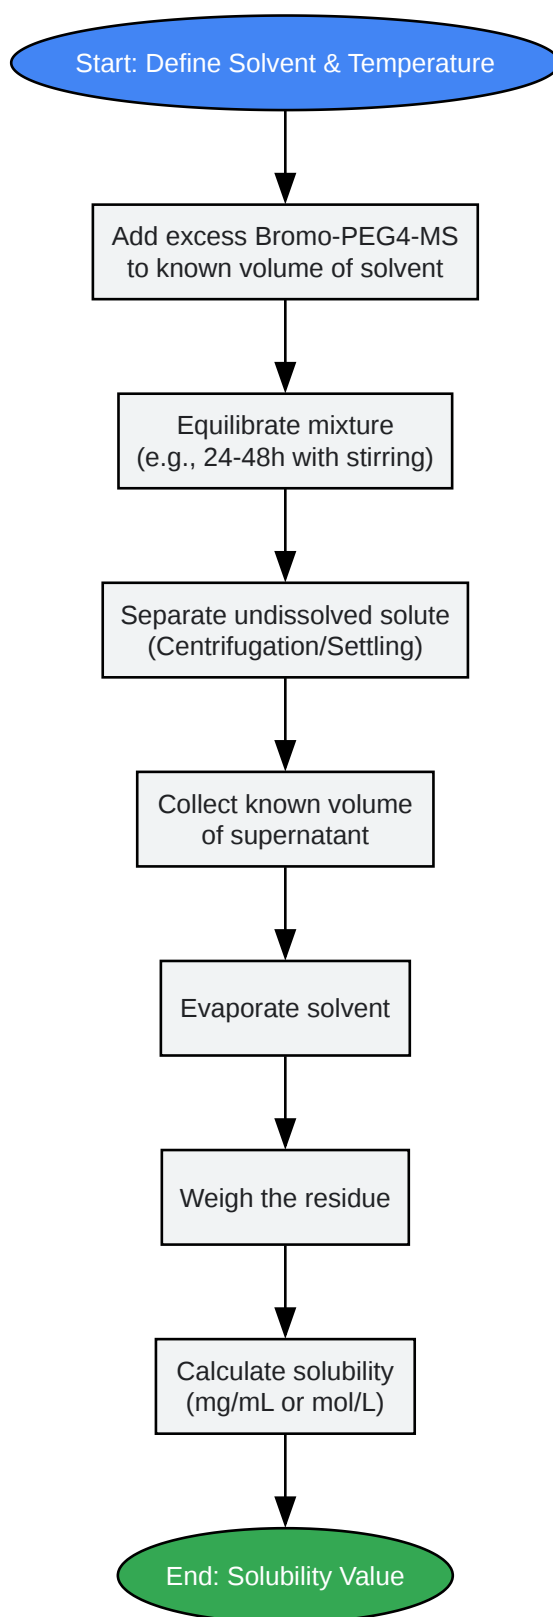 Start: Define Solvent & Temperature
Add excess Bromo-PEG4-MS
to known volume of solvent
Equilibrate mixture
(e.g., 24-48h with stirring)
Separate undissolved solute
(Centrifugation/Settling)
Collect known volume
of supernatant
Evaporate solvent
Weigh the residue
Calculate solubility
(mg/mL or mol/L)
End: Solubility Value